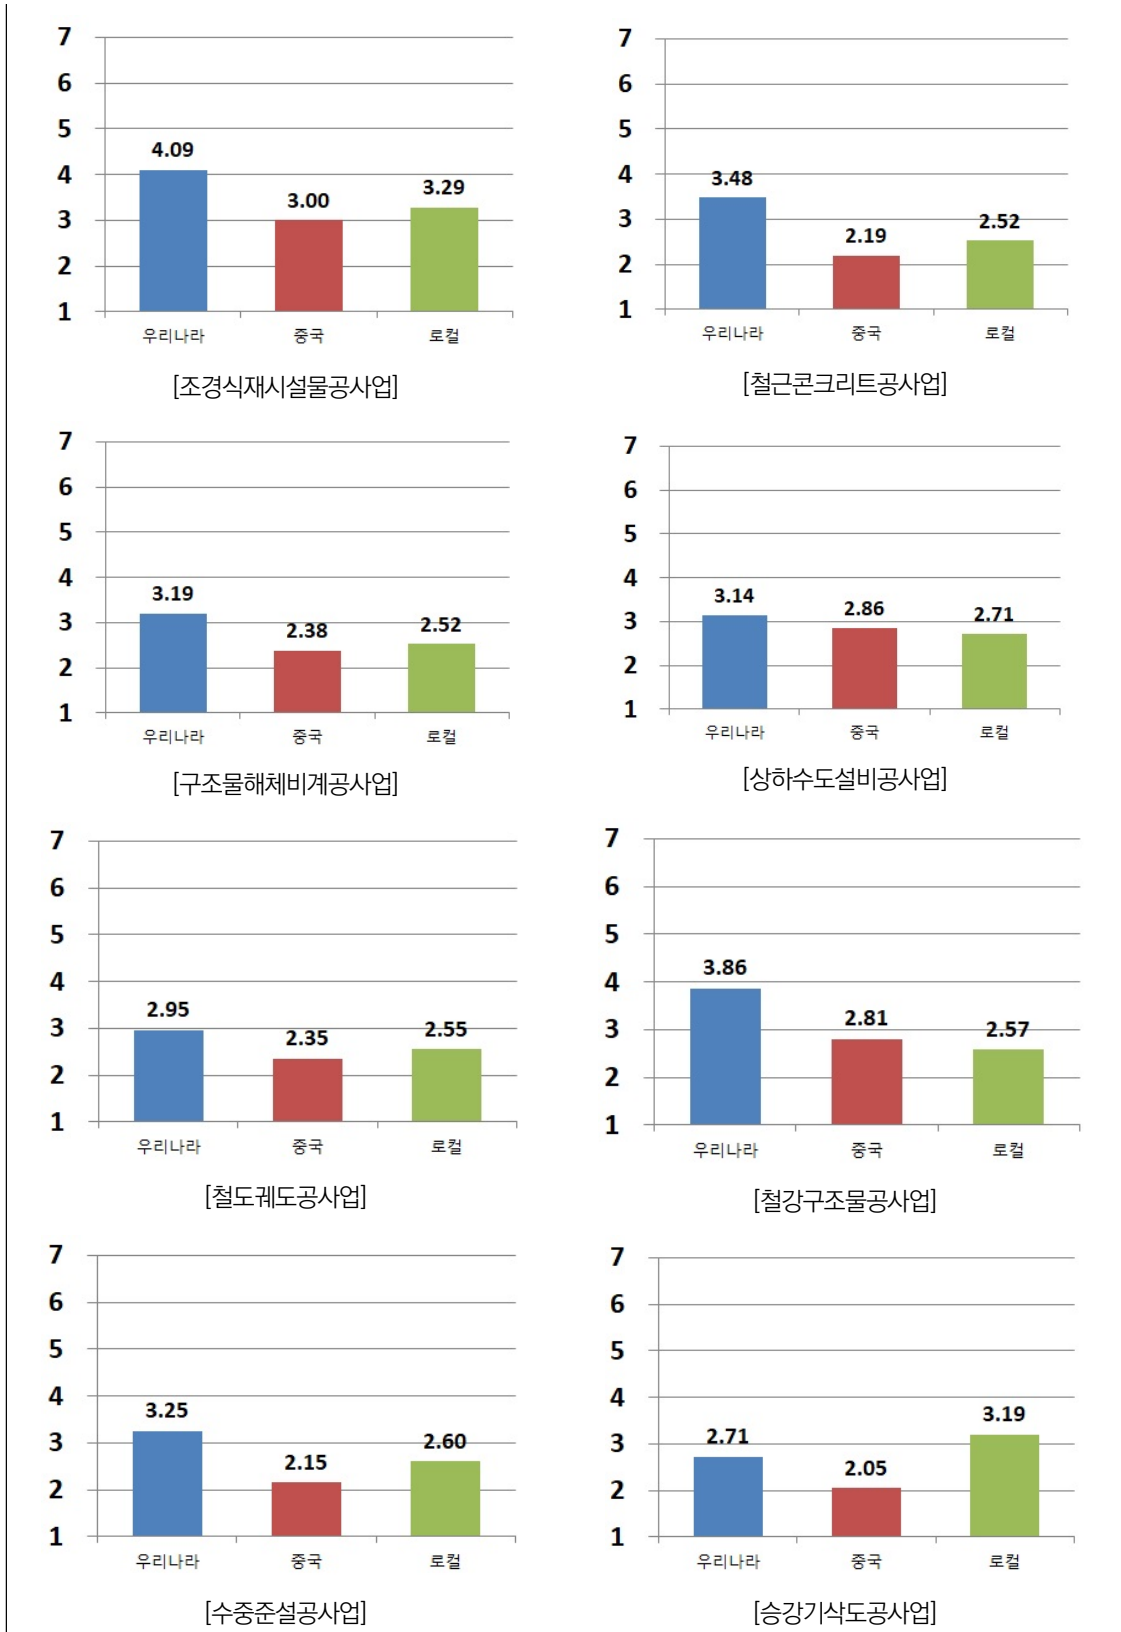 7
6
5
4
3
2
1
4.09
3.00
3.29
우리나라
중국
로컬
[조경식재시설물공사업]
7
6
5
4
3
2
1
3.48
2.19
2.52
우리나라
중국
로컬
[철근콘크리트공사업]
7
6
5
4
3
2
1
3.19
2.38
2.52
우리나라
중국
로컬
[구조물해체비계공사업]
7
6
5
4
3
2
1
3.14
2.86
2.71
우리나라
중국
로컬
[상하수도설비공사업]
7
6
5
4
3
2
1
2.95
2.35
2.55
우리나라
중국
로컬
[철도궤도공사업]
7
6
5
4
3
2
1
3.86
2.81
2.57
우리나라
중국
로컬
[철강구조물공사업]
7
6
5
4
3
2
1
3.25
2.15
2.60
우리나라
중국
로컬
[수중준설공사업]
7
6
5
4
3
2
1
2.71
2.05
3.19
우리나라
중국
로컬
[승강기삭도공사업]